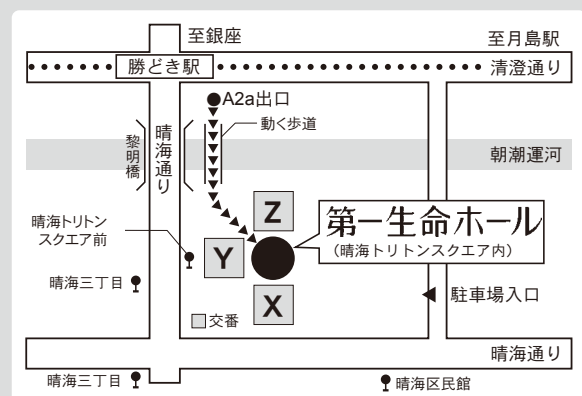 至銀座
至月島駅
勝どき駅
清澄通り
A2a出口
動く歩道
黎明橋
晴海通り
朝潮運河
晴海トリトン
スクエア前
Z
第一生命ホール
（晴海トリトンスクエア内）
Y
晴海三丁目
X
駐車場入口
交番
晴海通り
晴海三丁目
晴海区民館